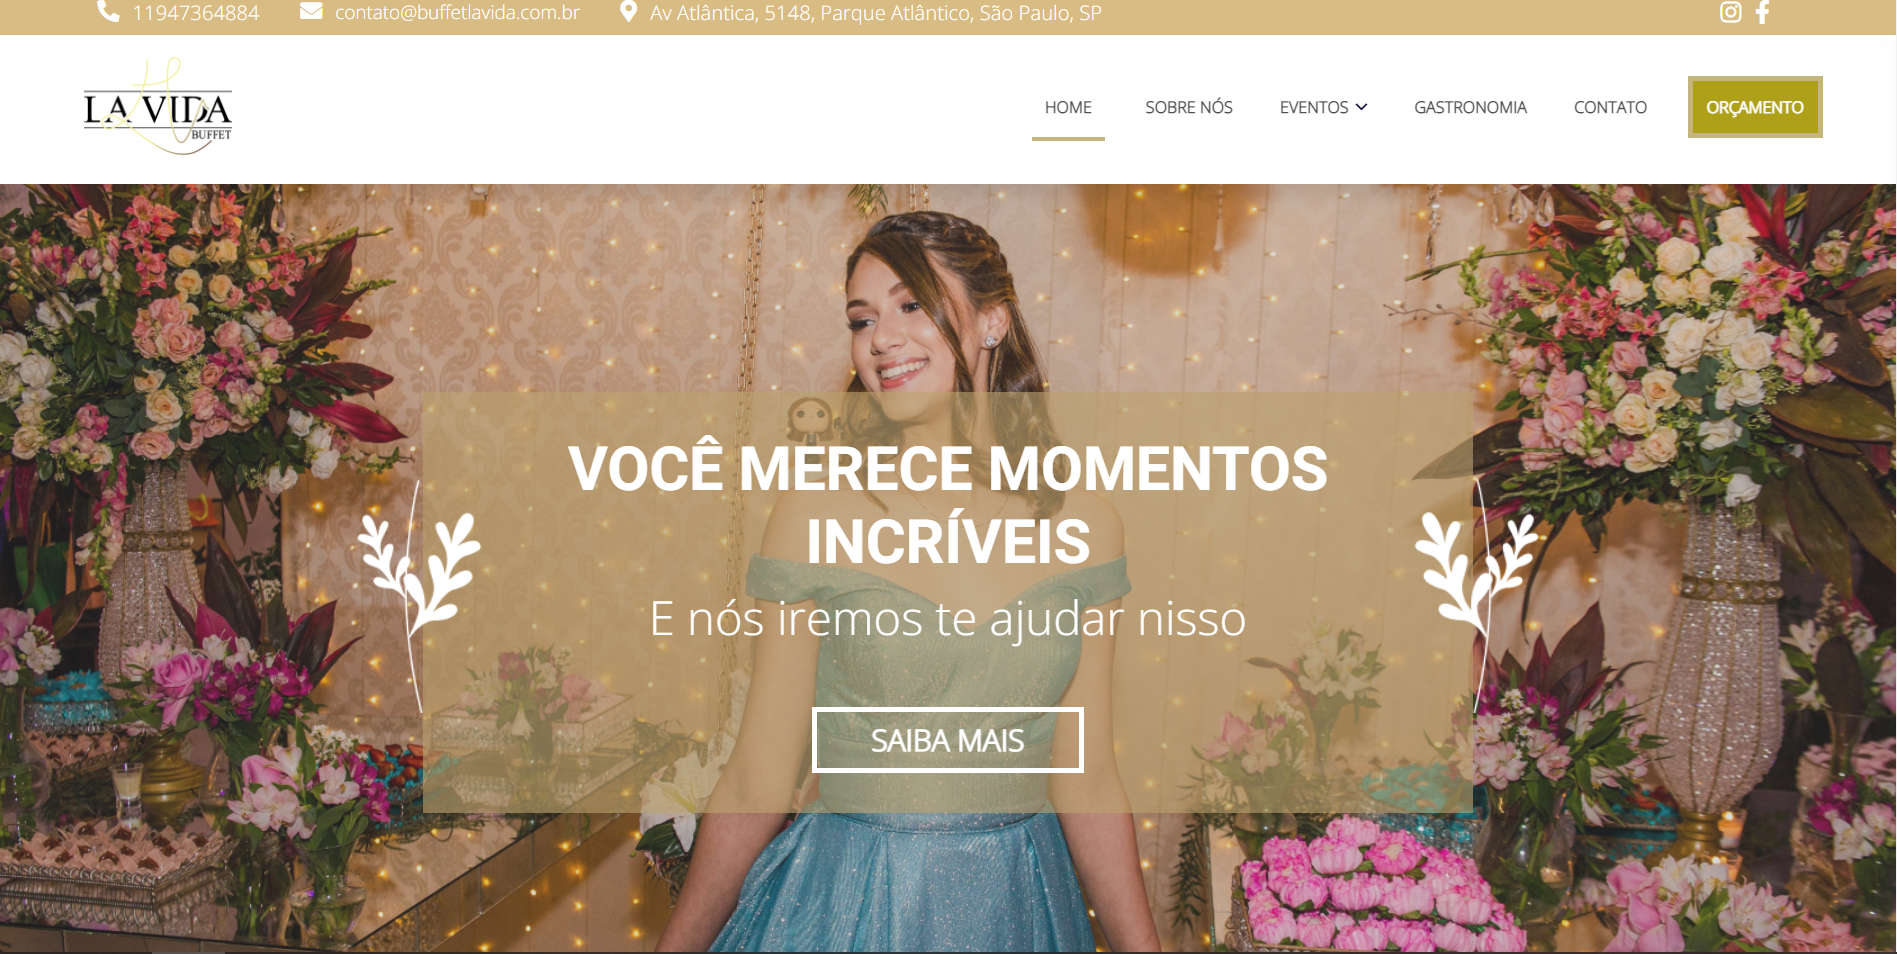 11947364884
contato@buffetlavida.com.br
Av Atlântica, 5148, Parque Atlântico, São Paulo, SP
LA VIDA
BUFFET
HOME
SOBRE NÓS
EVENTOS
GASTRONOMIA
CONTATO
ORÇAMENTO
VOCÊ MERECE MOMENTOS
INCRÍVEIS
E nós iremos te ajudar nisso
SAIBA MAIS